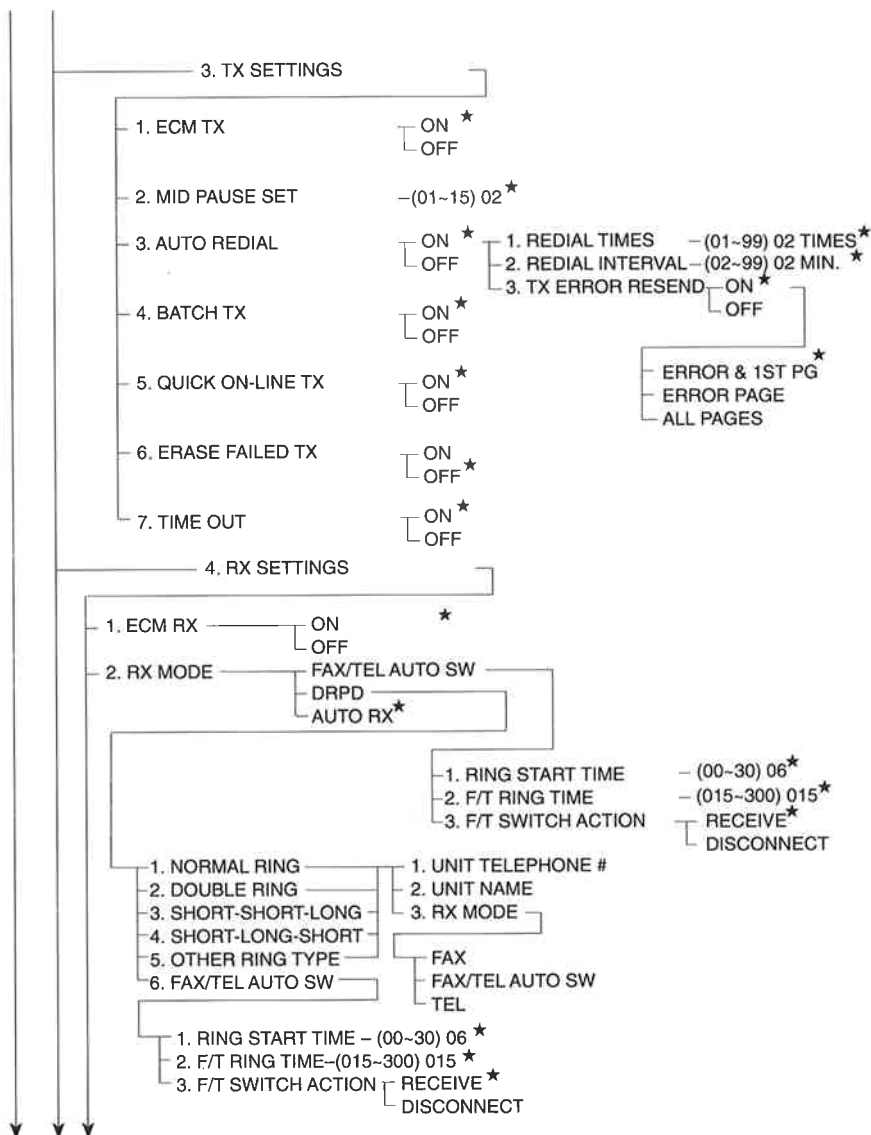 3. TX SETTINGS
1. ECM TX
ON ★
OFF
2. MID PAUSE SET –(01~15) 02★
3. AUTO REDIAL
ON ★
OFF
1. REDIAL TIMES –(01~99) 02 TIMES★
2. REDIAL INTERVAL–(02~99) 02 MIN. ★
3. TX ERROR RESEND
ON ★
OFF
ERROR & 1ST PG★
ERROR PAGE
ALL PAGES
4. BATCH TX
ON ★
OFF
5. QUICK ON-LINE TX
ON ★
OFF
6. ERASE FAILED TX
ON
OFF ★
7. TIME OUT
ON ★
OFF
4. RX SETTINGS
1. ECM RX
ON ★
OFF
2. RX MODE
FAX/TEL AUTO SW
DRPD
AUTO RX★
1. RING START TIME – (00~30) 06★
2. F/T RING TIME –(015~300) 015★
3. F/T SWITCH ACTION
RECEIVE★
DISCONNECT
1. NORMAL RING
2. DOUBLE RING
3. SHORT-SHORT-LONG
4. SHORT-LONG-SHORT
5. OTHER RING TYPE
6. FAX/TEL AUTO SW
1. UNIT TELEPHONE #
2. UNIT NAME
3. RX MODE
FAX
FAX/TEL AUTO SW
TEL
1. RING START TIME – (00~30) 06 ★
2. F/T RING TIME–(015~300) 015 ★
3. F/T SWITCH ACTION
RECEIVE★
DISCONNECT